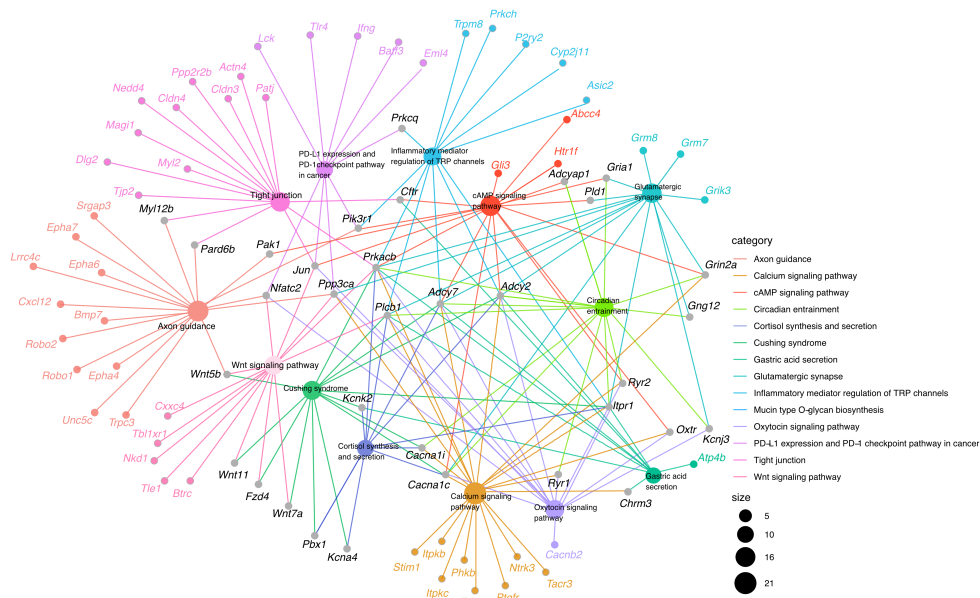 Trpm8
Prkch
Tlr4
Ifng
P2ry2
Lck
Baff3
Eml4
Cyp2j11
Ppp2r2b
Actn4
Nedd4
Cldn4
Cldn3
Patj
Asic2
Abcc4
Magi1
Prkcq
Grm8
Grm7
Dlg2
Myl2
PD-L1 expression and
PD-1checkpoint pathway
in cancer
Inflammatory mediator
regulation of TRP channels
Gli3
Htr1f
Adcyap1
Gria1
Tjp2
Tight junction
Cftr
cAMP signaling
pathway
Pld1
Glutamatergic
synapse
Grik3
Myl12b
Srgap3
Pik3r1
Epha7
Pard6b
Pak1
category
Lrrc4c
Epha6
Jun
Prkacb
Grin2a
Axon guidance
Calcium signaling pathway
cAMP signaling pathway
Circadian entrainment
Cortisol synthesis and secretion
Cushing syndrome
Gastric acid secretion
Glutamatergic synapse
Inflammatory mediator regulation of TRP channels
Mucin type O-glycan biosynthesis
Oxytocin signaling pathway
PD-L1 expression and PD-1 checkpoint pathway in cancer
Tight junction
Wnt signaling pathway
size
5
10
16
21
Cxcl12
Nfatc2
Ppp3ca
Adcy7
Adcy2
Bmp7
Axon guidance
Plcb1
Circadian
entrainment
Gng12
Robo2
Robo1
Epha4
Wnt5b
Wnt signaling pathway
Cushing syndrome
Ryr2
Unc5c
Trpc3
Cxxc4
Kcnk2
Itpr1
Tbl1xr1
Cortisol synthesis
and secretion
Cacna1i
Oxtr
Kcnj3
Nkd1
Wnt11
Cacna1c
Ryr1
Atp4b
Tie1
Btrc
Fzd4
Calcium signaling
pathway
Gastric acid
secretion
Wnt7a
Oxytocin signaling
pathway
Chrm3
Pbx1
Kcna4
Itpkb
Stim1
Phkb
Ntrk3
Cacnb2
Tacr3
Itpkc
Ptgfr